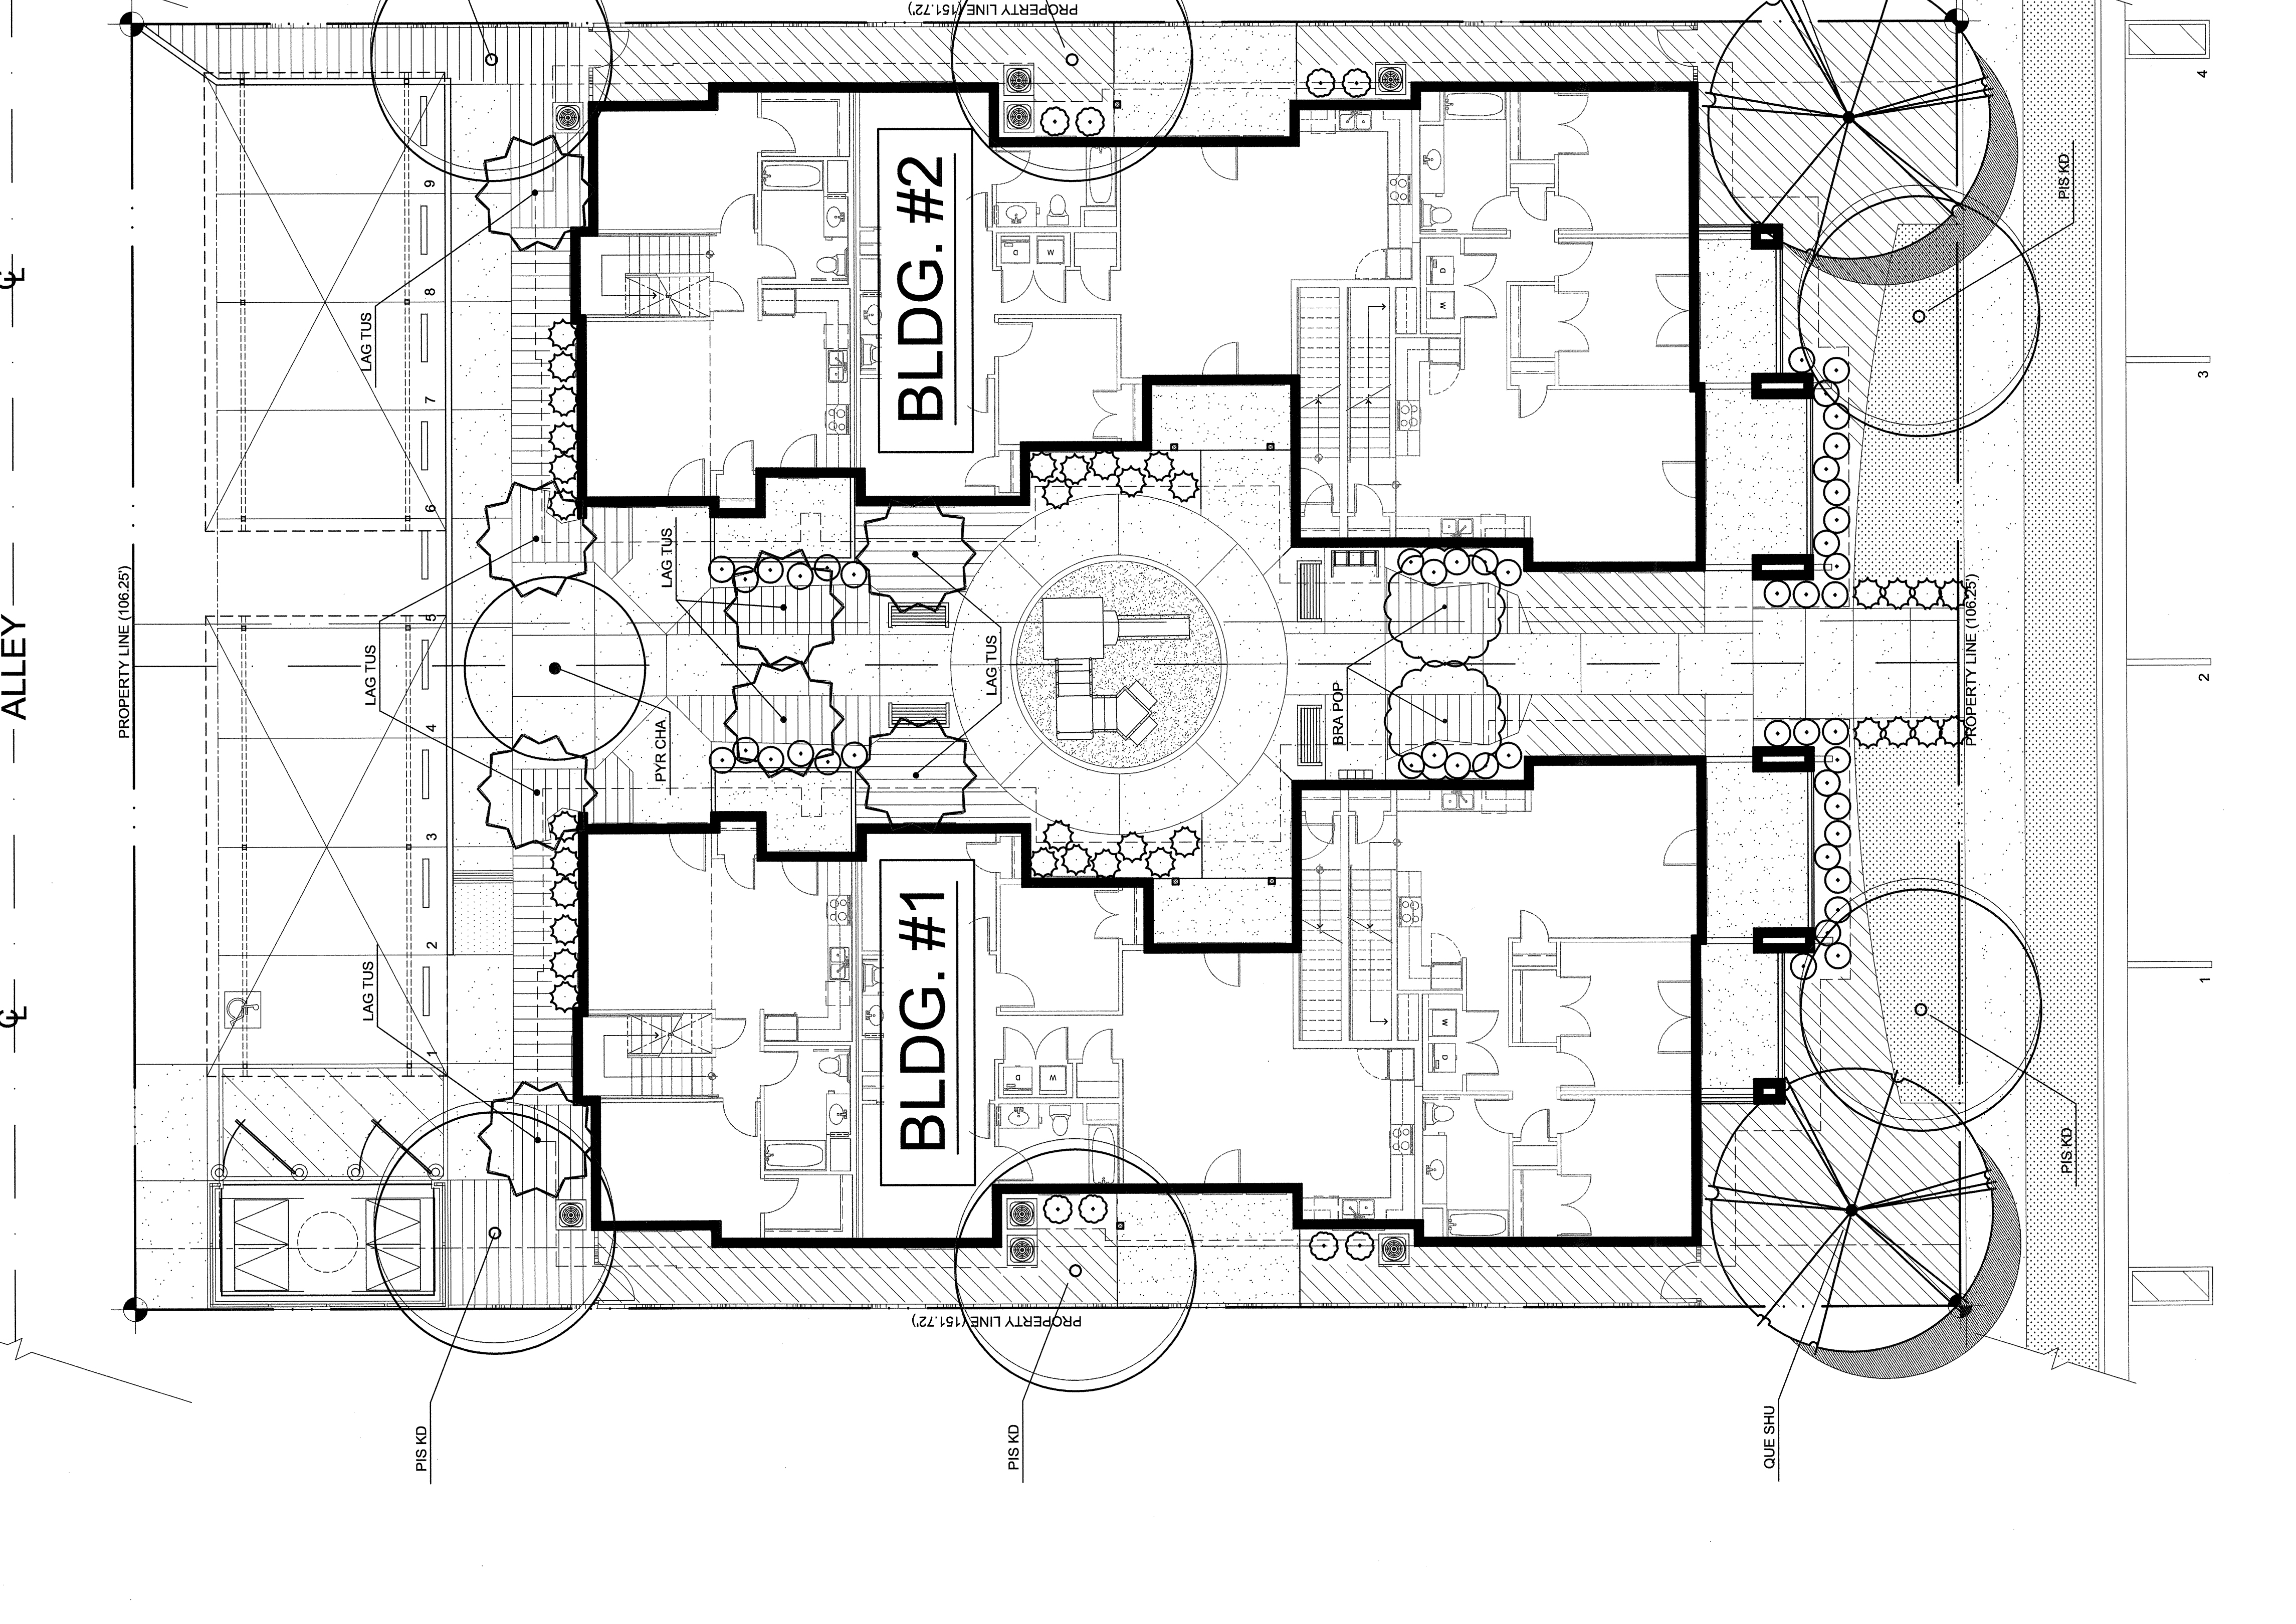 PROPERTY LINE (151.72')
4
PIS KD
9
BLDG. #2
D
W
D
W
℄
8
LAG TUS
3
7
6
ALLEY
PROPERTY LINE (106.25')
LAG TUS
5
LAG TUS
PROPERTY LINE (106.25')
LAG TUS
2
BRA POP
4
PYR CHA
3
2
BLDG. #1
1
LAG TUS
℄
1
W
D
D
W
PIS KD
PROPERTY LINE (151.72')
PIS KD
PIS KD
QUE SHU